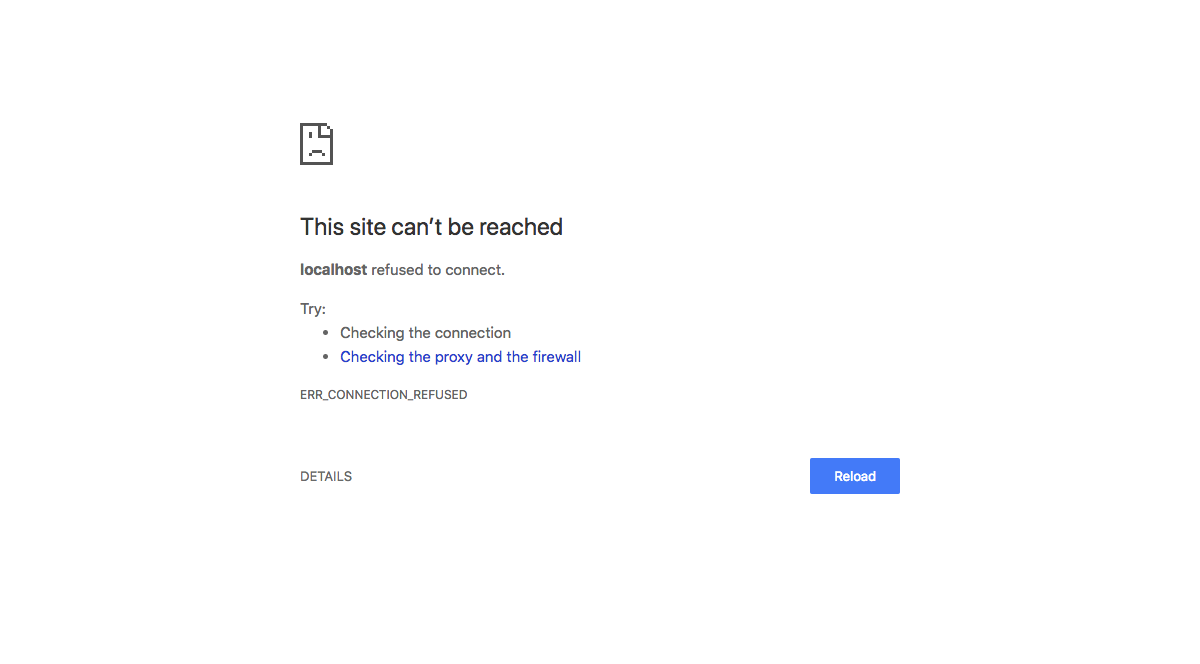 This site can’t be reached
localhost refused to connect.
Try:
• Checking the connection
• Checking the proxy and the firewall
ERR_CONNECTION_REFUSED
DETAILS
Reload